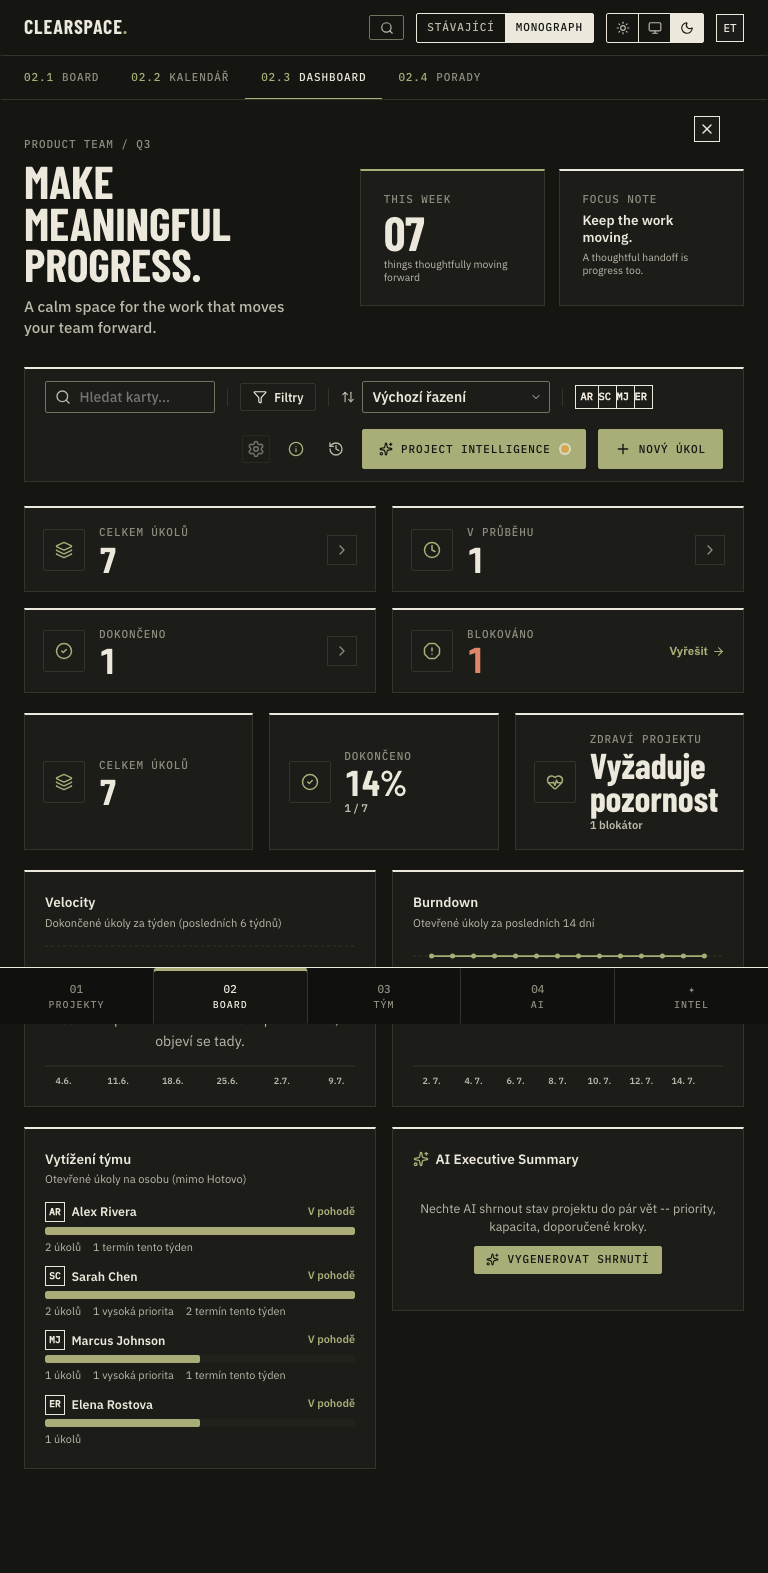 CLEARSPACE.
STÁVAJÍCÍ
MONOGRAPH
ET
02.1 BOARD
02.2 KALENDÁŘ
02.3 DASHBOARD
02.4 PORADY
PRODUCT TEAM / Q3
MAKE
MEANINGFUL
PROGRESS.
A calm space for the work that moves
your team forward.
THIS WEEK
07
things thoughtfully moving
forward
FOCUS NOTE
Keep the work
moving.
A thoughtful handoff is
progress too.
Hledat karty...
Filtry
Výchozí řazení
AR
SC
MJ
ER
PROJECT INTELLIGENCE
NOVÝ ÚKOL
CELKEM ÚKOLŮ
7
V PRŮBĚHU
1
DOKONČENO
1
BLOKOVÁNO
1
Vyřešit →
CELKEM ÚKOLŮ
7
DOKONČENO
14%
1 / 7
ZDRAVÍ PROJEKTU
Vyžaduje
pozornost
1 blokátor
Velocity
Dokončené úkoly za týden (posledních 6 týdnů)
Burndown
Otevřené úkoly za posledních 14 dní
01
PROJEKTY
02
BOARD
03
TÝM
04
AI
✦
INTEL
objeví se tady.
4.6.
11.6.
18.6.
25.6.
2.7.
9.7.
2. 7.
4. 7.
6. 7.
8. 7.
10. 7.
12. 7.
14. 7.
Vytížení týmu
Otevřené úkoly na osobu (mimo Hotovo)
AR Alex Rivera
V pohodě
2 úkolů 1 termín tento týden
SC Sarah Chen
V pohodě
2 úkolů 1 vysoká priorita 2 termín tento týden
MJ Marcus Johnson
V pohodě
1 úkolů 1 vysoká priorita 1 termín tento týden
ER Elena Rostova
V pohodě
1 úkolů
AI Executive Summary
Nechte AI shrnout stav projektu do pár vět -- priority,
kapacita, doporučené kroky.
VYGENEROVAT SHRNUTÍ